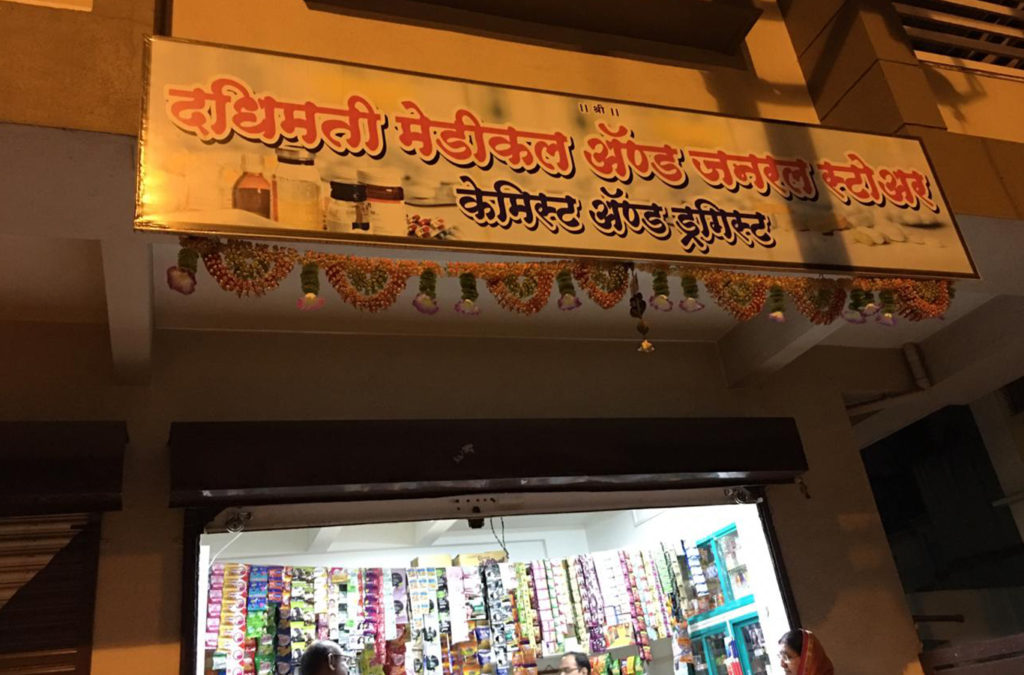 ॥ श्री ॥
दधिमती मेडीकल ॲण्ड जनरल स्टोअर
केमिस्ट ॲण्ड ड्रगिस्ट